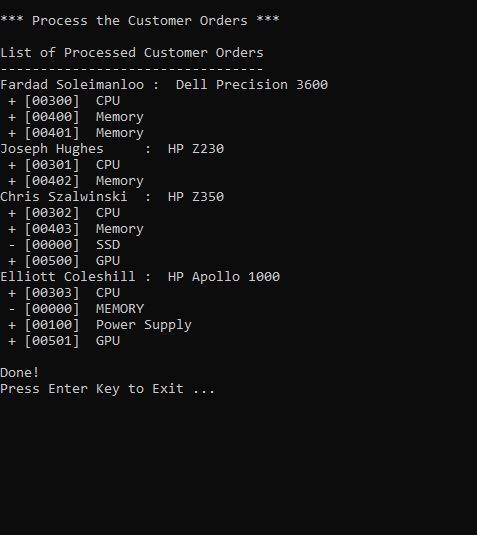 *** Process the Customer Orders ***
List of Processed Customer Orders
---------------------------------
Fardad Soleimanloo :  Dell Precision 3600
+ [00300]  CPU
+ [00400]  Memory
+ [00401]  Memory
Joseph Hughes     :  HP Z230
+ [00301]  CPU
+ [00402]  Memory
Chris Szalwinski  :  HP Z350
+ [00302]  CPU
+ [00403]  Memory
- [00000]  SSD
+ [00500]  GPU
Elliott Coleshill :  HP Apollo 1000
+ [00303]  CPU
- [00000]  MEMORY
+ [00100]  Power Supply
+ [00501]  GPU
Done!
Press Enter Key to Exit ...